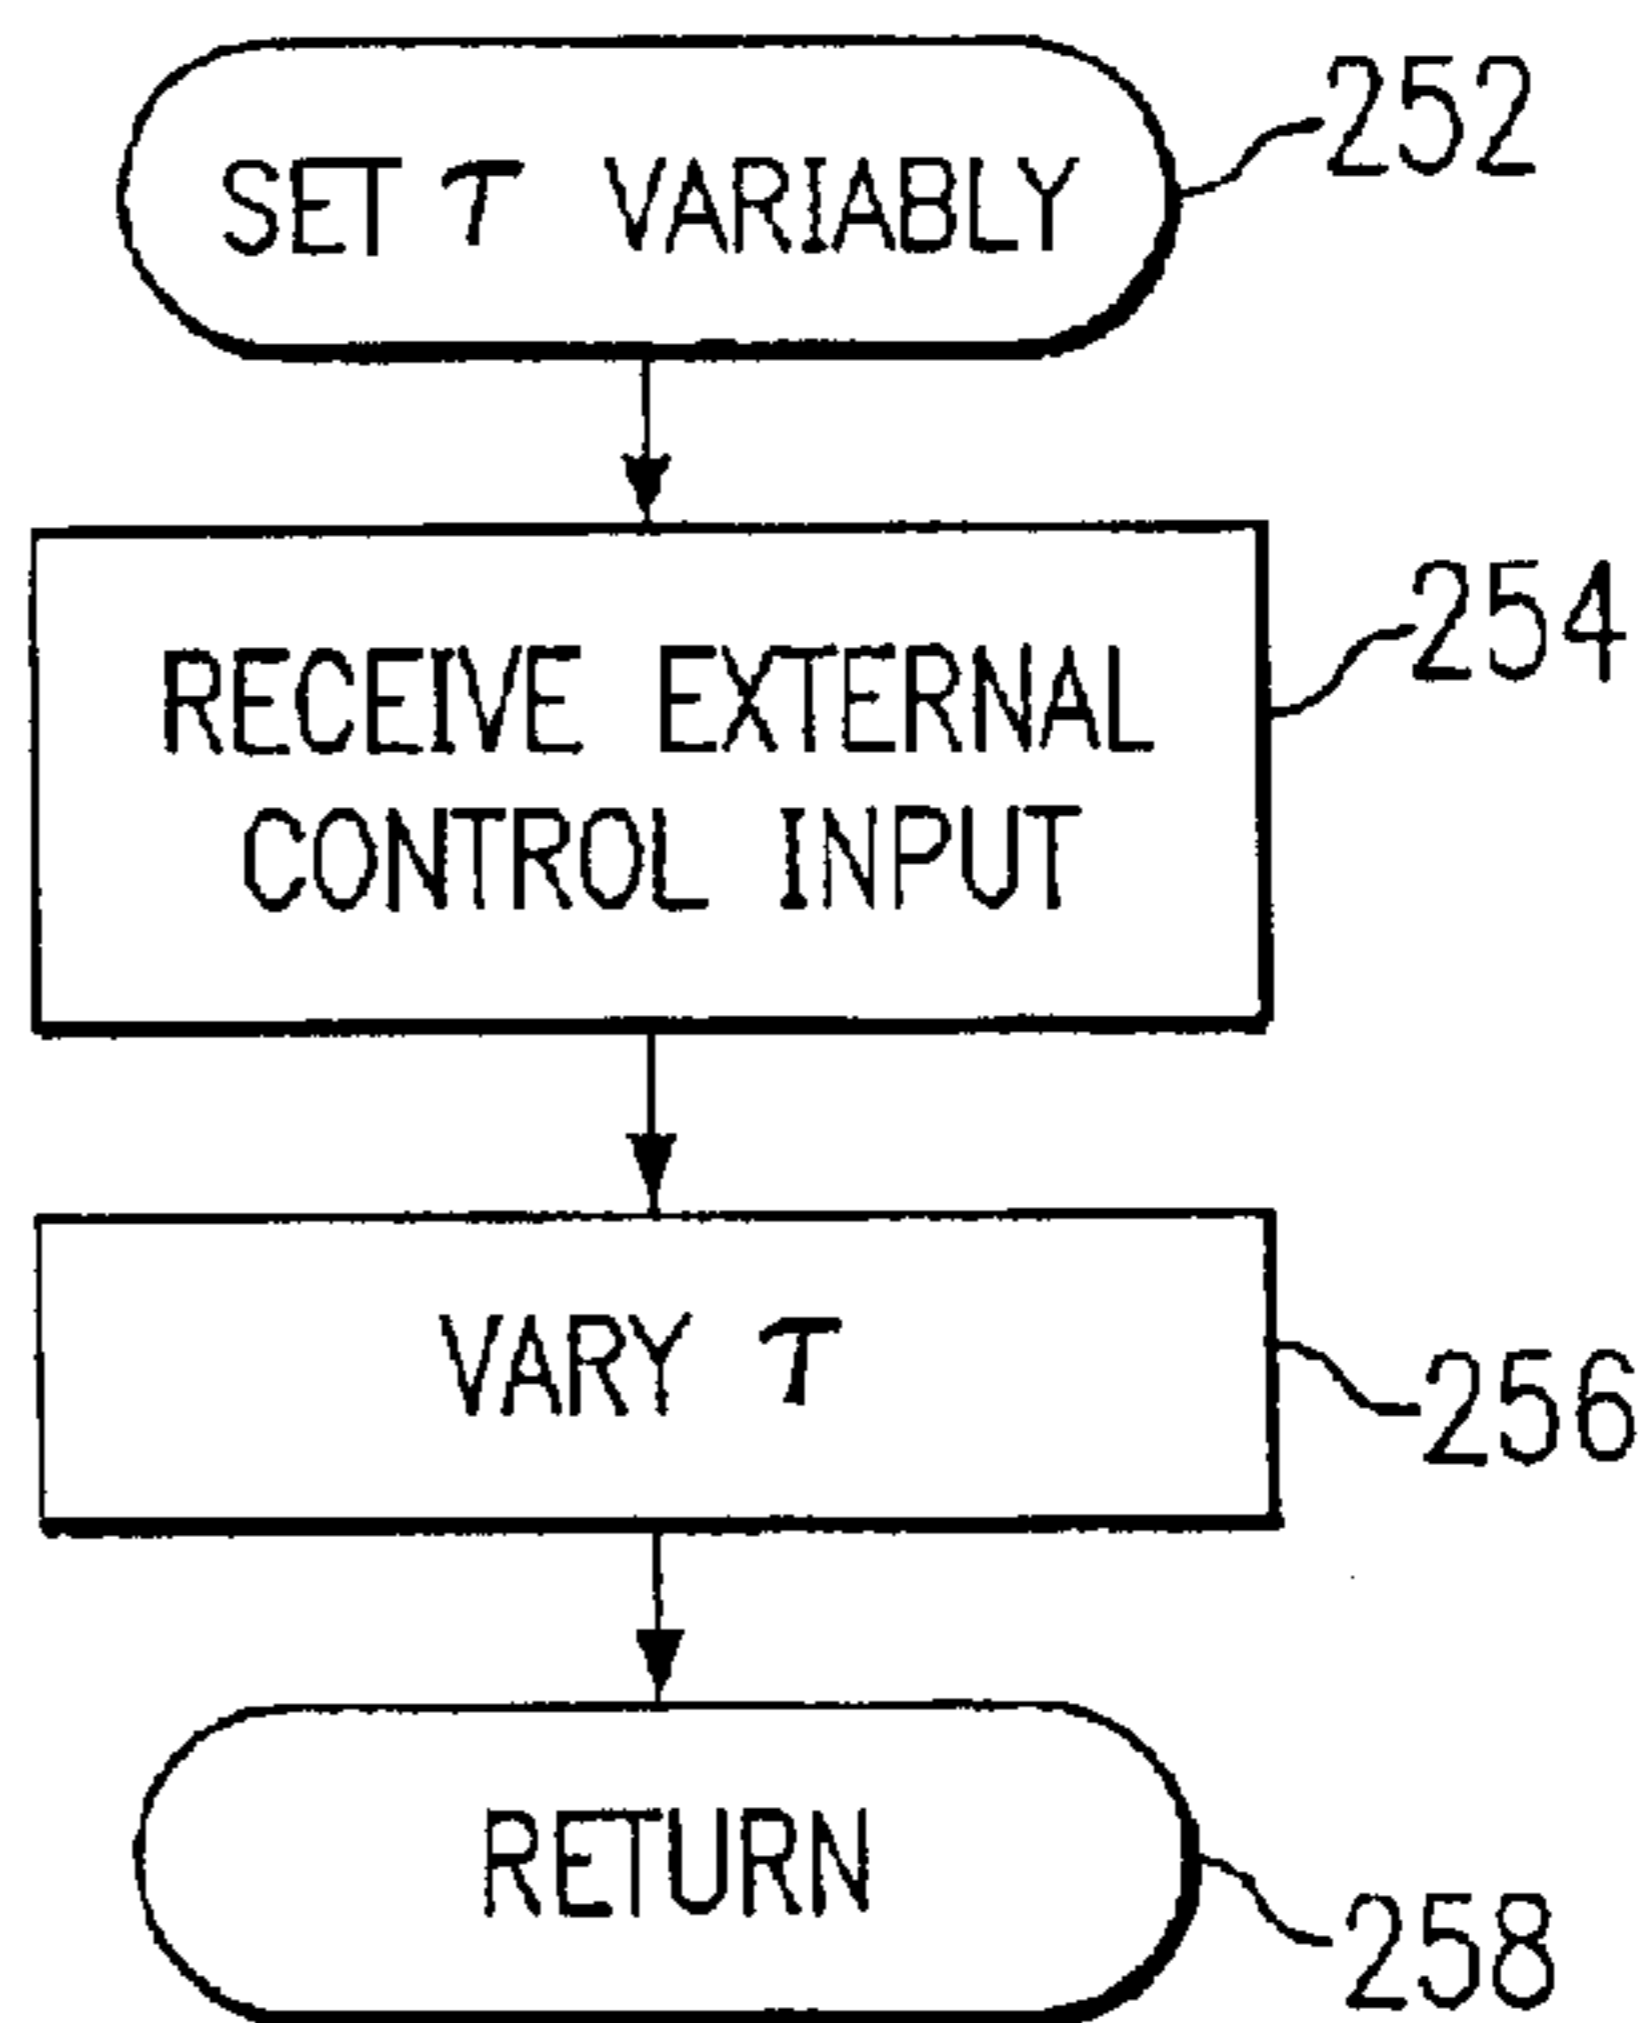 SET τ VARIABLY
252
RECEIVE EXTERNAL
CONTROL INPUT
254
VARY τ
256
RETURN
258